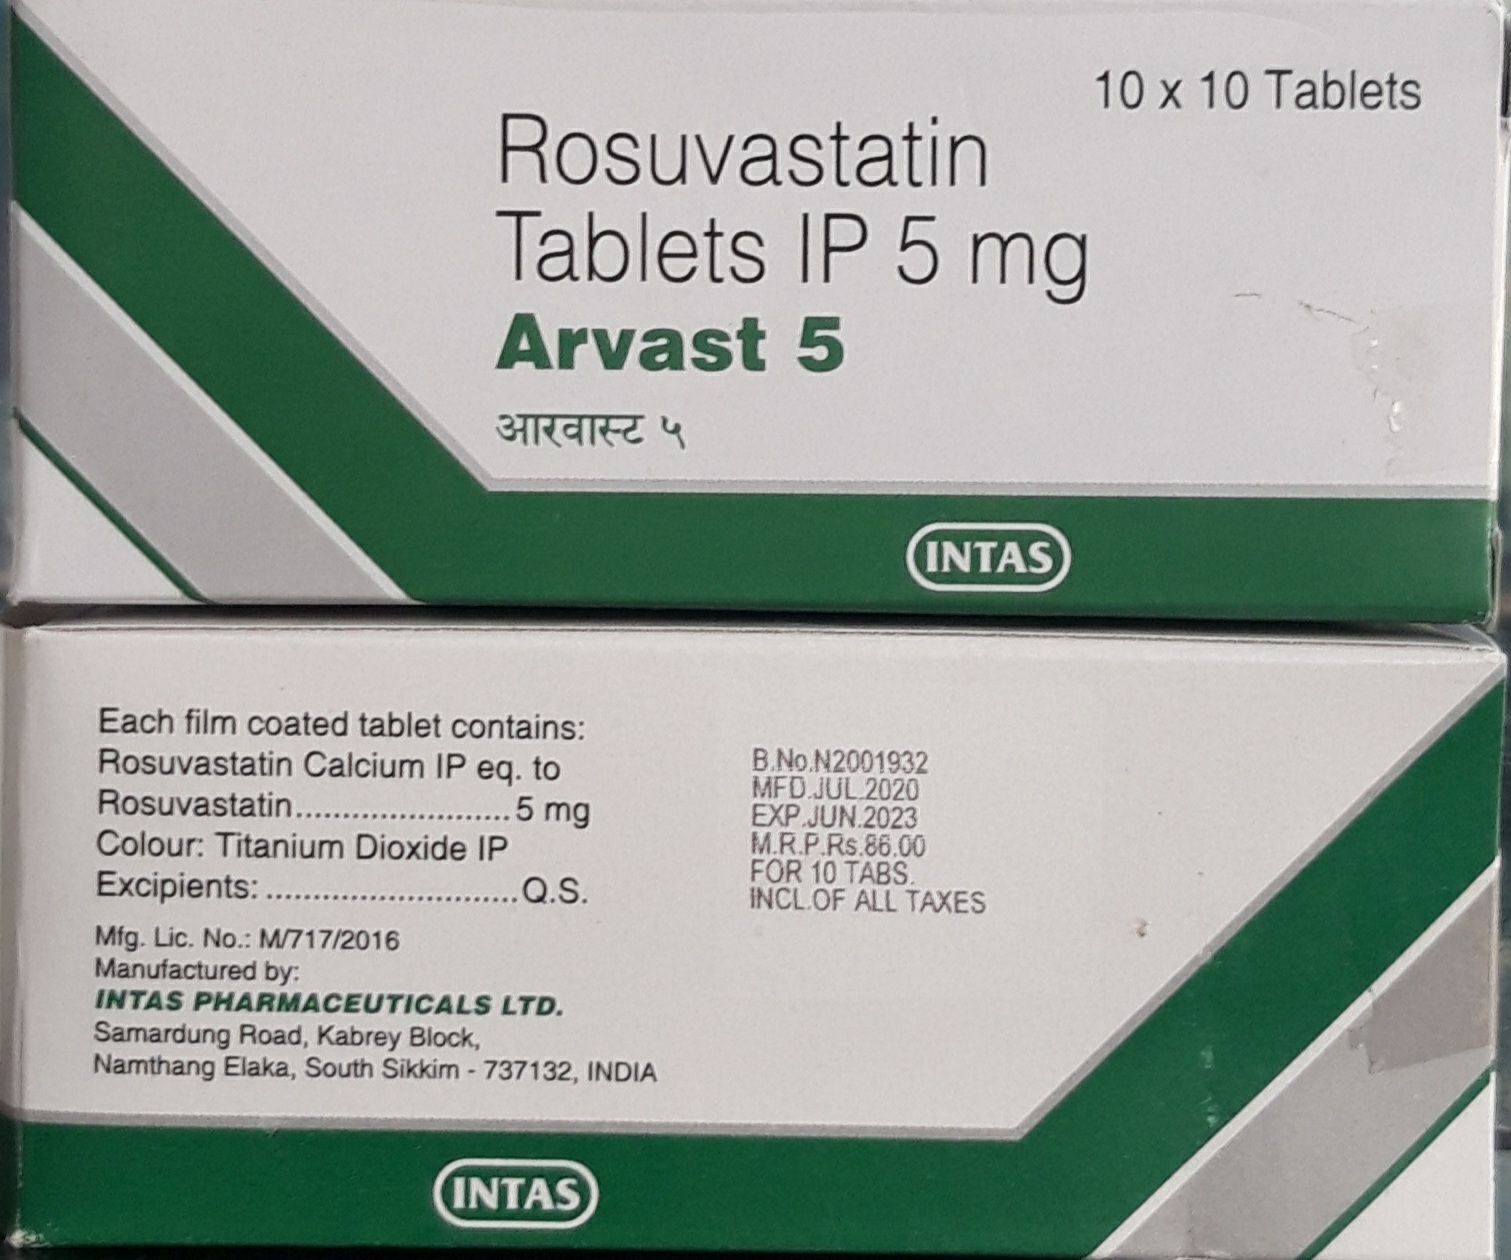 10 x 10 Tablets
Rosuvastatin
Tablets IP 5 mg
Arvast 5
आरवास्ट ५
INTAS
Each film coated tablet contains:
Rosuvastatin Calcium IP eq. to
Rosuvastatin.......................5 mg
Colour: Titanium Dioxide IP
Excipients: ...........................Q.S.
Mfg. Lic. No.: M/717/2016
Manufactured by:
INTAS PHARMACEUTICALS LTD.
Samardung Road, Kabrey Block,
Namthang Elaka, South Sikkim - 737132, INDIA
B.No.N2001932
MFD.JUL.2020
EXP.JUN.2023
M.R.P.Rs.86.00
FOR 10 TABS.
INCL.OF ALL TAXES
INTAS